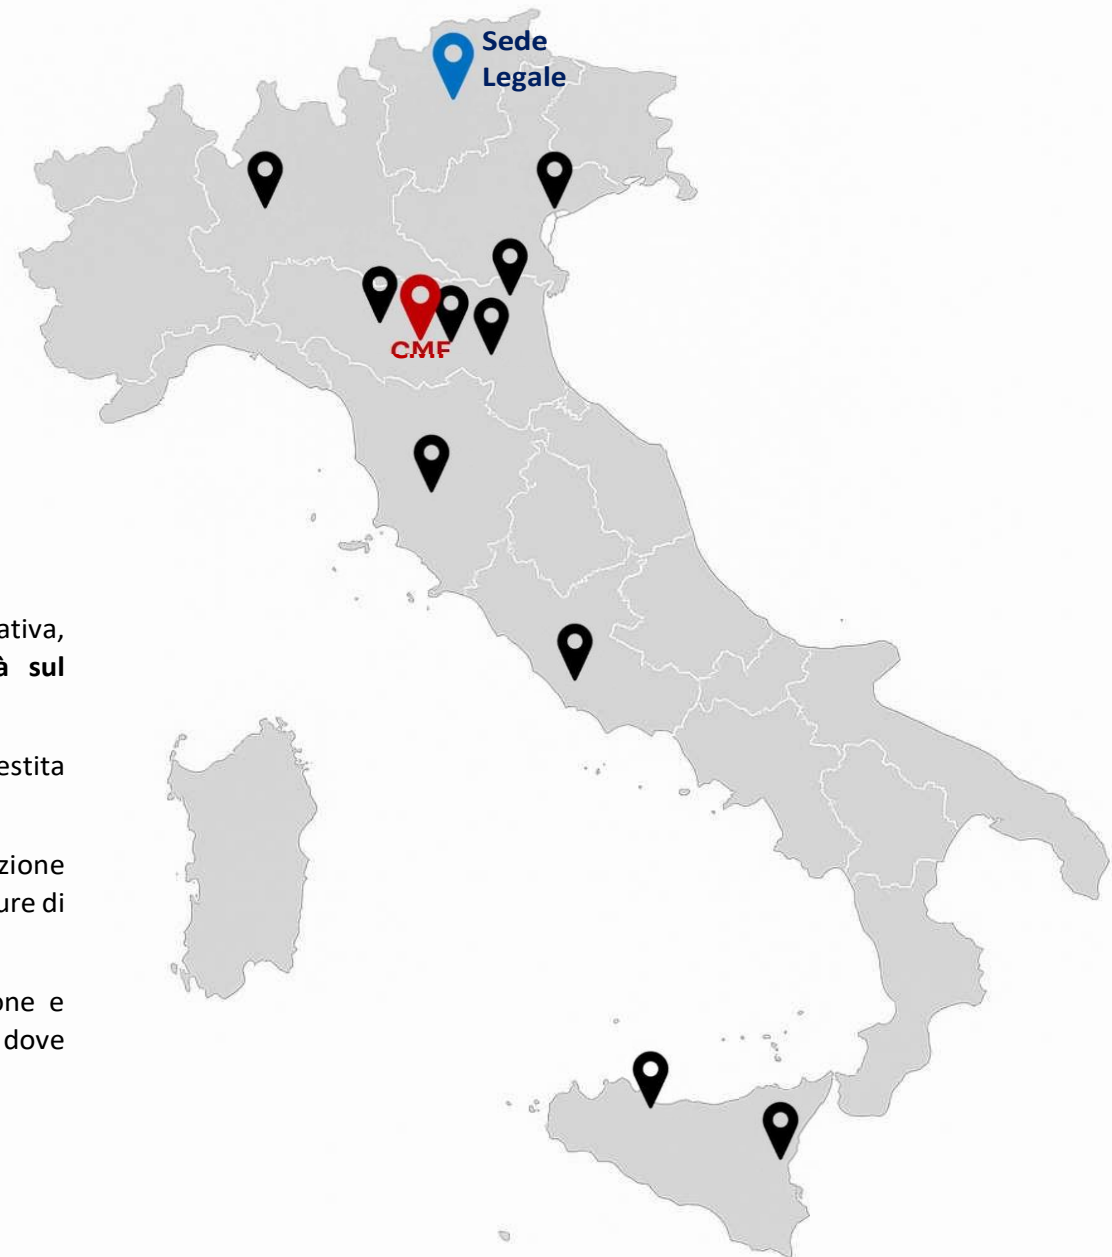 Sede
Legale
CMF
ativa,
à sul
estita
zione
ure di
one e
dove